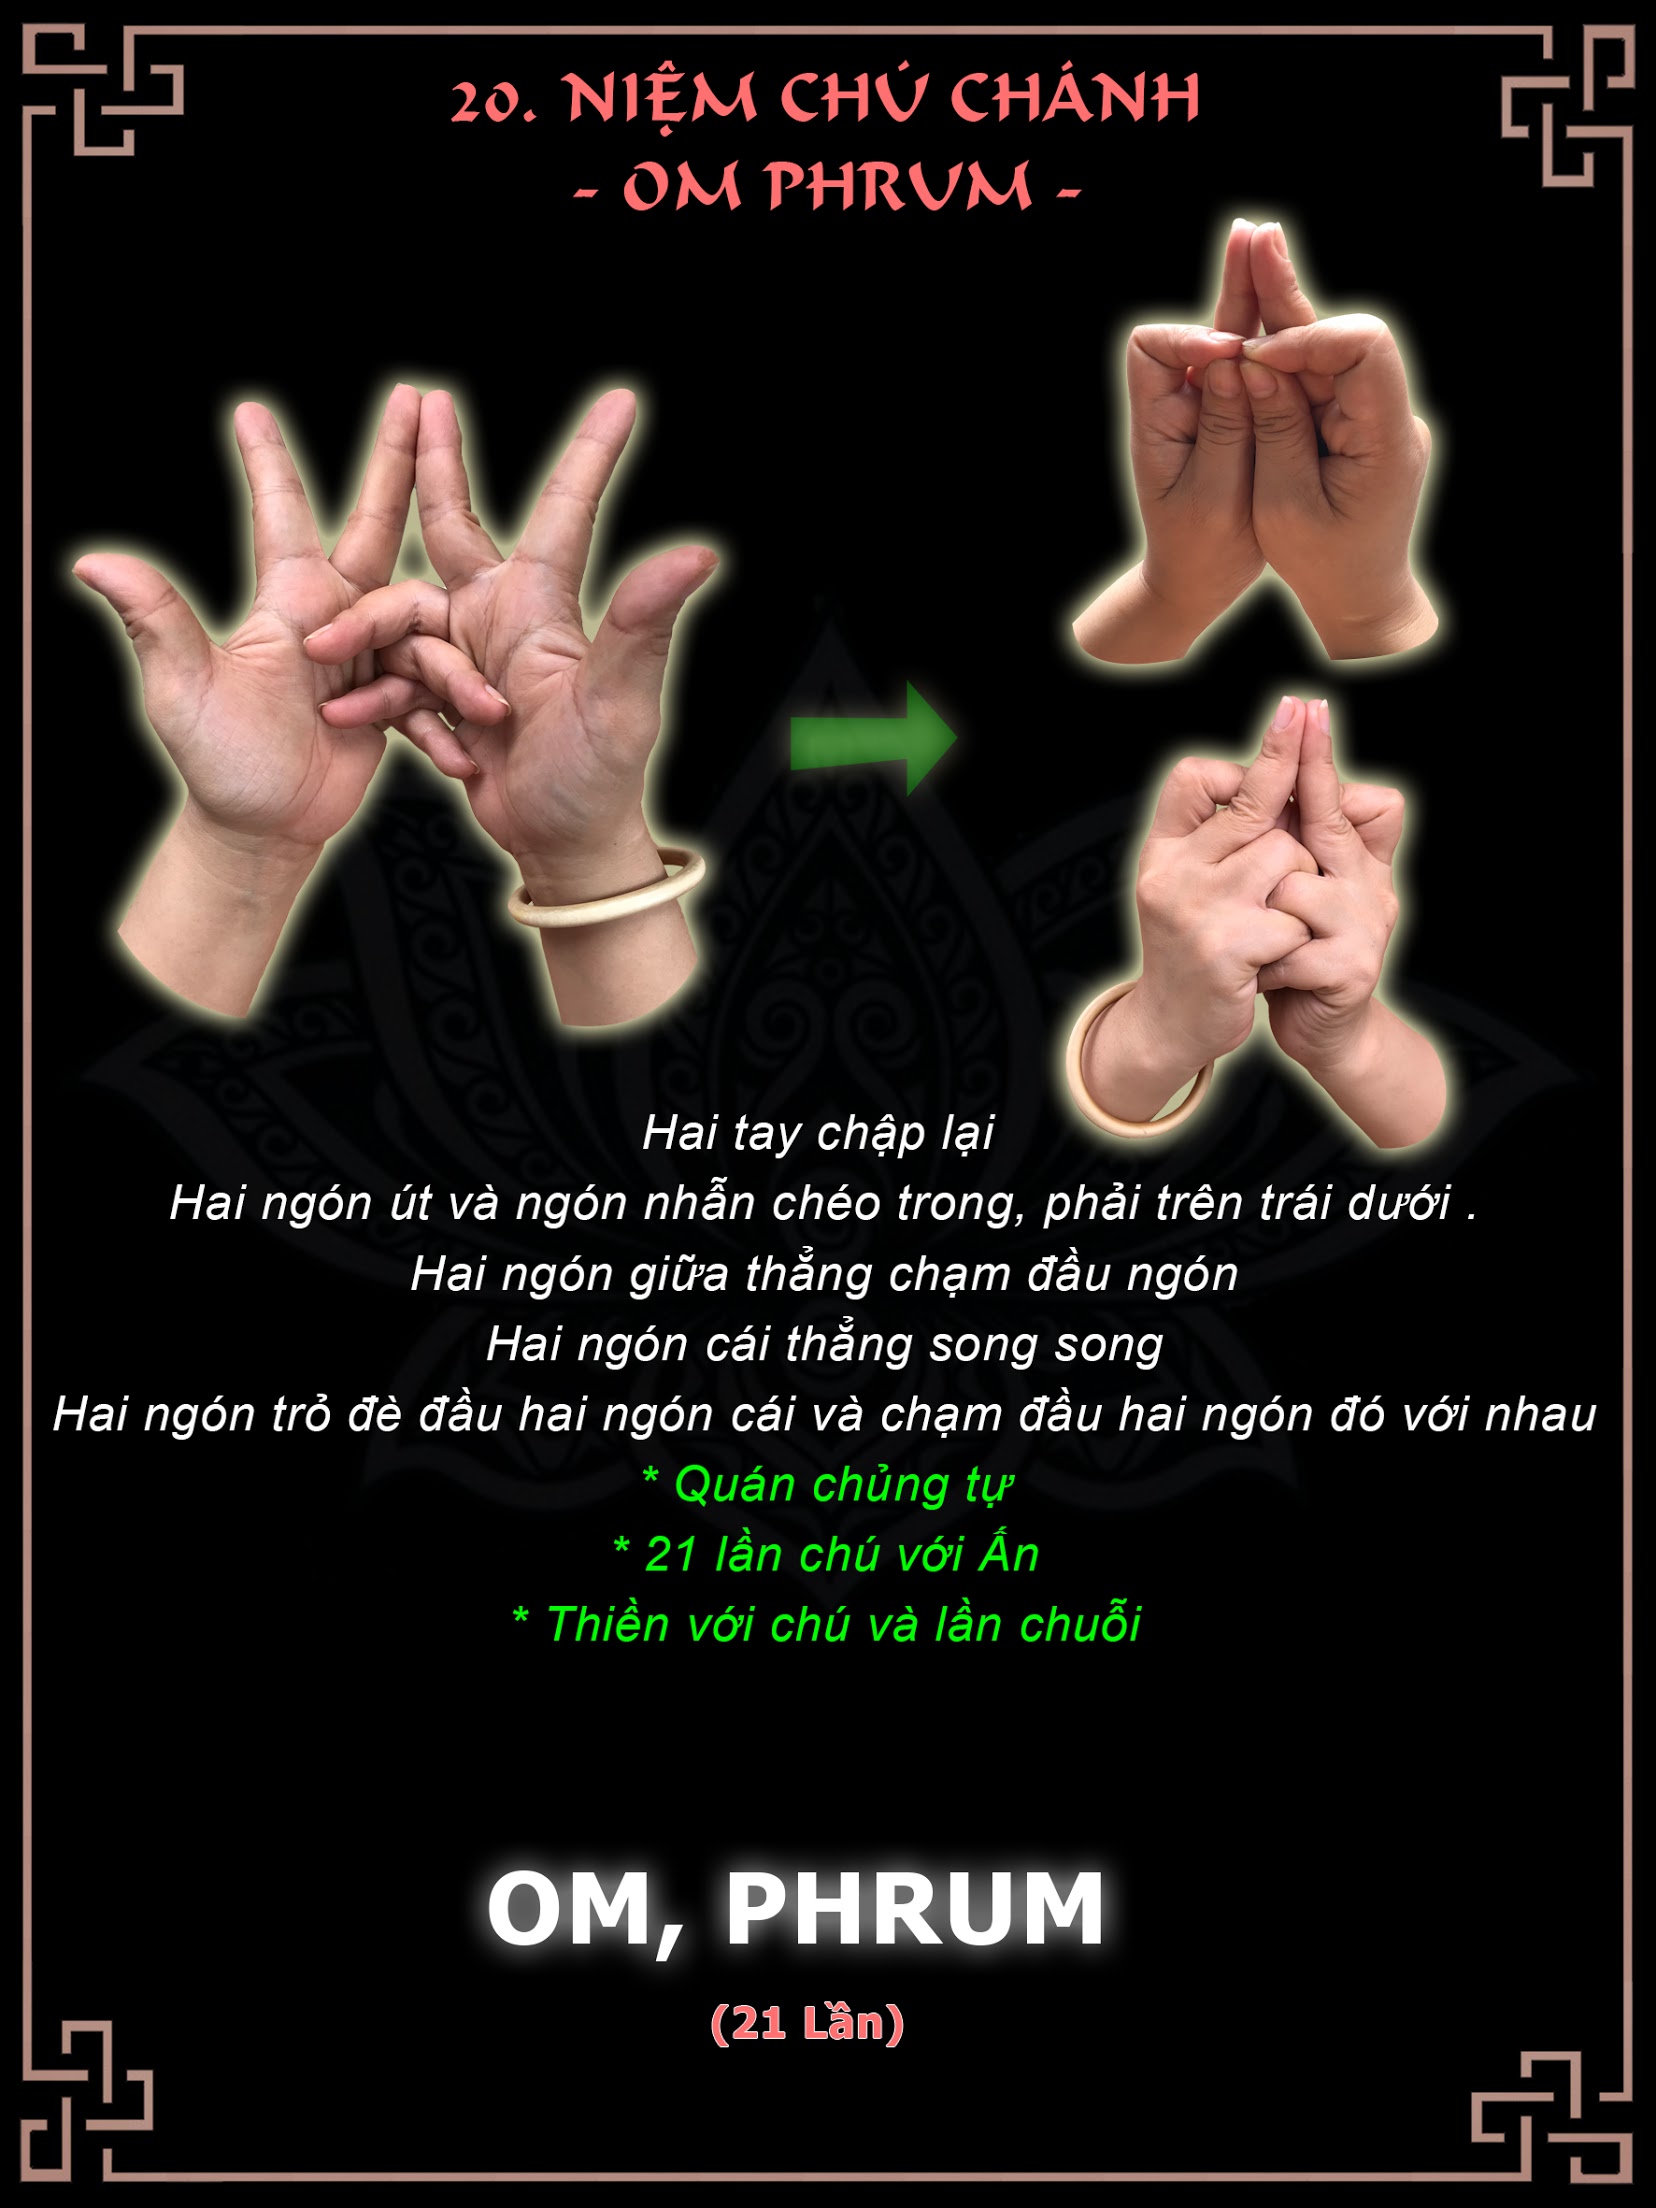 20. NIỆM CHÚ CHÁNH
- OM PHRUM -
Hai tay chập lại
Hai ngón út và ngón nhẫn chéo trong, phải trên trái dưới .
Hai ngón giữa thẳng chạm đầu ngón
Hai ngón cái thẳng song song
Hai ngón trỏ đè đầu hai ngón cái và chạm đầu hai ngón đó với nhau
* Quán chủng tự
* 21 lần chú với Ấn
* Thiền với chú và lần chuỗi
OM, PHRUM
(21 Lần)